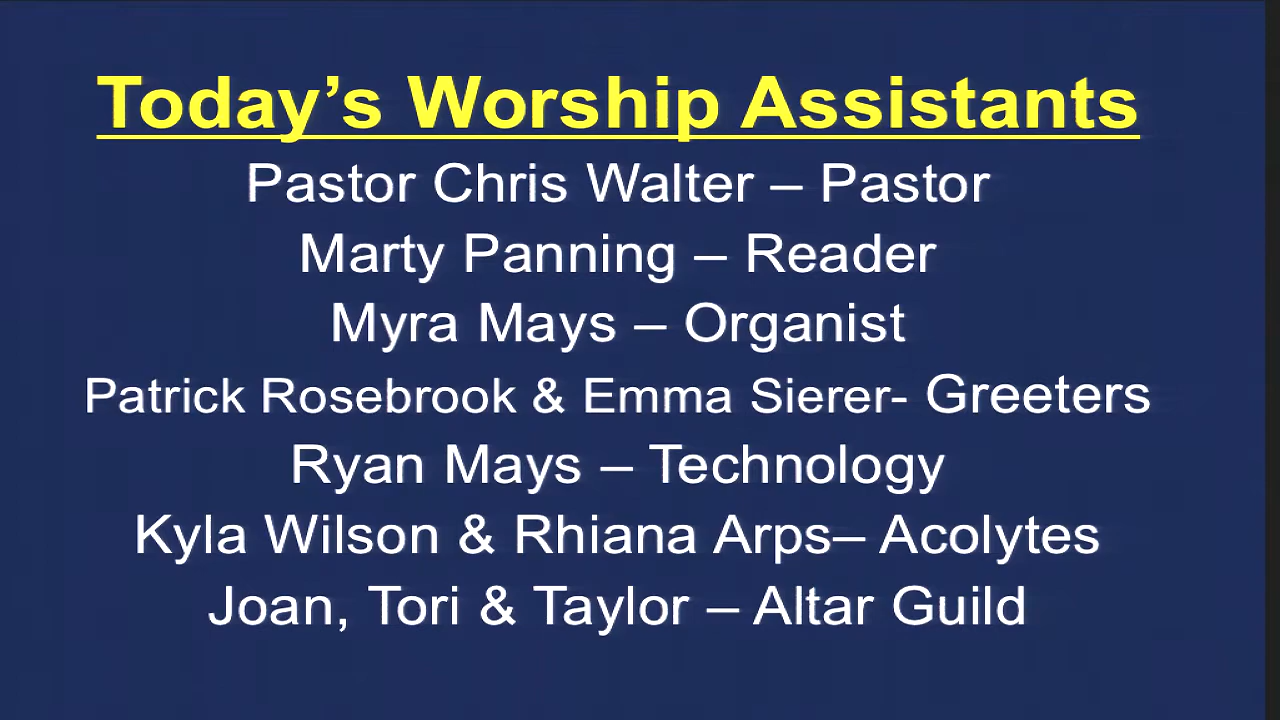 Today’s Worship Assistants
Pastor Chris Walter – Pastor
Marty Panning – Reader
Myra Mays – Organist
Patrick Rosebrook & Emma Sierer- Greeters
Ryan Mays – Technology
Kyla Wilson & Rhiana Arps– Acolytes
Joan, Tori & Taylor – Altar Guild